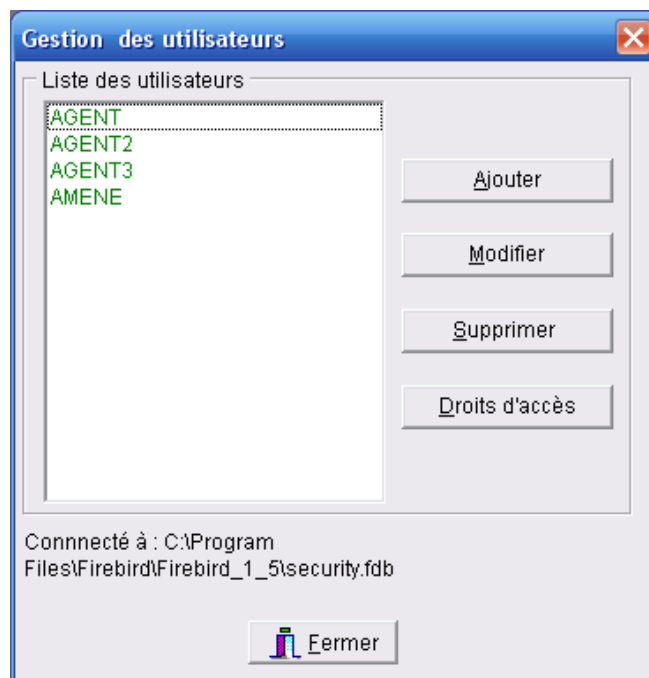 Gestion des utilisateurs
Liste des utilisateurs
AGENT
AGENT2
AGENT3
AMENE
Ajouter
Modifier
Supprimer
Droits d'accès
Connnecté à : C:\Program
Files\Firebird\Firebird_1_5\security.fdb
Fermer